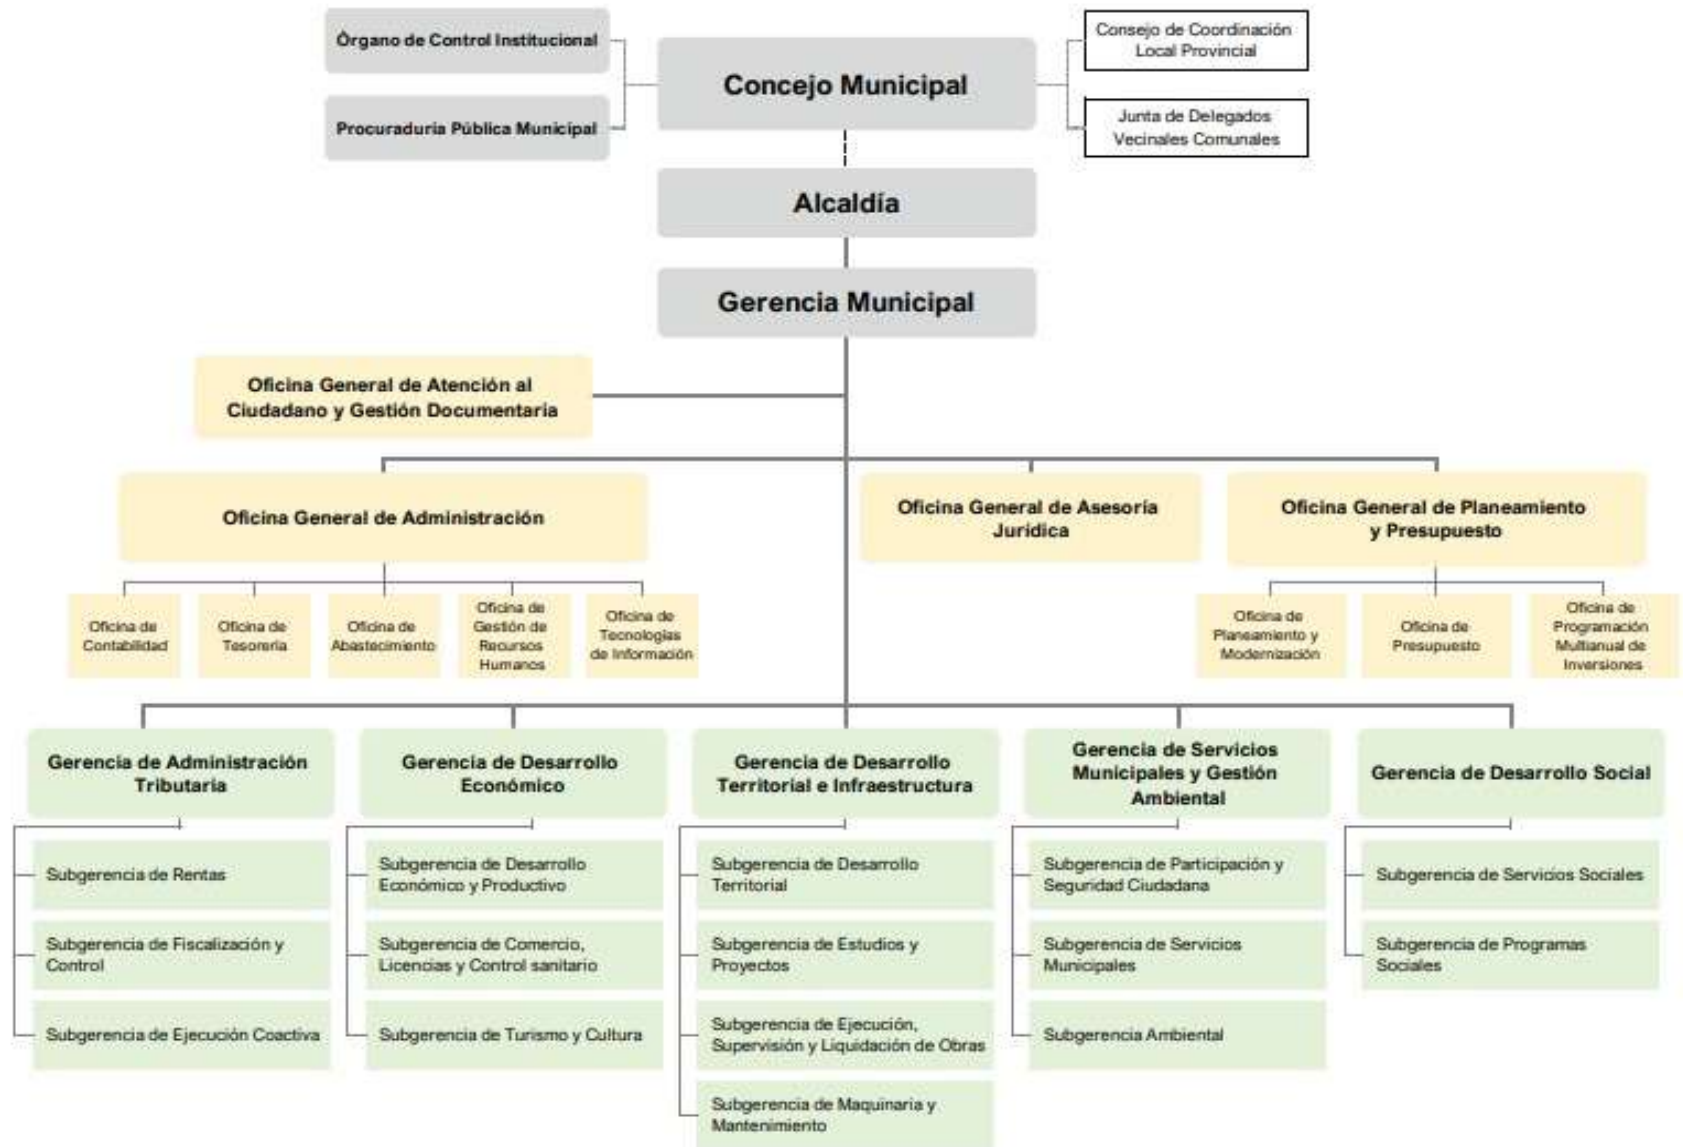 Órgano de Control Institucional
Procuraduría Pública Municipal
Concejo Municipal
Consejo de Coordinación
Local Provincial
Junta de Delegados
Vecinales Comunales
Alcaldía
Gerencia Municipal
Oficina General de Atención al
Ciudadano y Gestión Documentaria
Oficina General de Administración
Oficina General de Asesoría
Jurídica
Oficina General de Planeamiento
y Presupuesto
Oficina de
Contabilidad
Oficina de
Tesorería
Oficina de
Abastecimiento
Oficina de
Gestión de
Recursos
Humanos
Oficina de
Tecnologías
de Información
Oficina de
Planeamiento y
Modernización
Oficina de
Presupuesto
Oficina de
Programación
Multianual de
Inversiones
Gerencia de Administración
Tributaria
Subgerencia de Rentas
Subgerencia de Fiscalización y
Control
Subgerencia de Ejecución Coactiva
Gerencia de Desarrollo
Económico
Subgerencia de Desarrollo
Económico y Productivo
Subgerencia de Comercio,
Licencias y Control sanitario
Subgerencia de Turismo y Cultura
Gerencia de Desarrollo
Territorial e Infraestructura
Subgerencia de Desarrollo
Territorial
Subgerencia de Estudios y
Proyectos
Subgerencia de Ejecución,
Supervisión y Liquidación de Obras
Subgerencia de Maquinaria y
Mantenimiento
Gerencia de Servicios
Municipales y Gestión
Ambiental
Subgerencia de Participación y
Seguridad Ciudadana
Subgerencia de Servicios
Municipales
Subgerencia Ambiental
Gerencia de Desarrollo Social
Subgerencia de Servicios Sociales
Subgerencia de Programas
Sociales